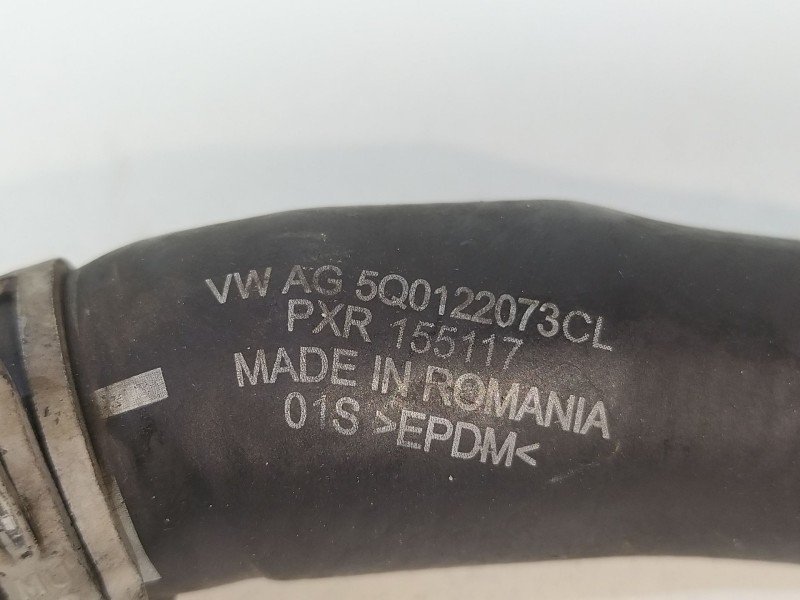 VW AG 5Q0122073CL
PXR 155117
MADE IN ROMANIA
01S >EPDM<